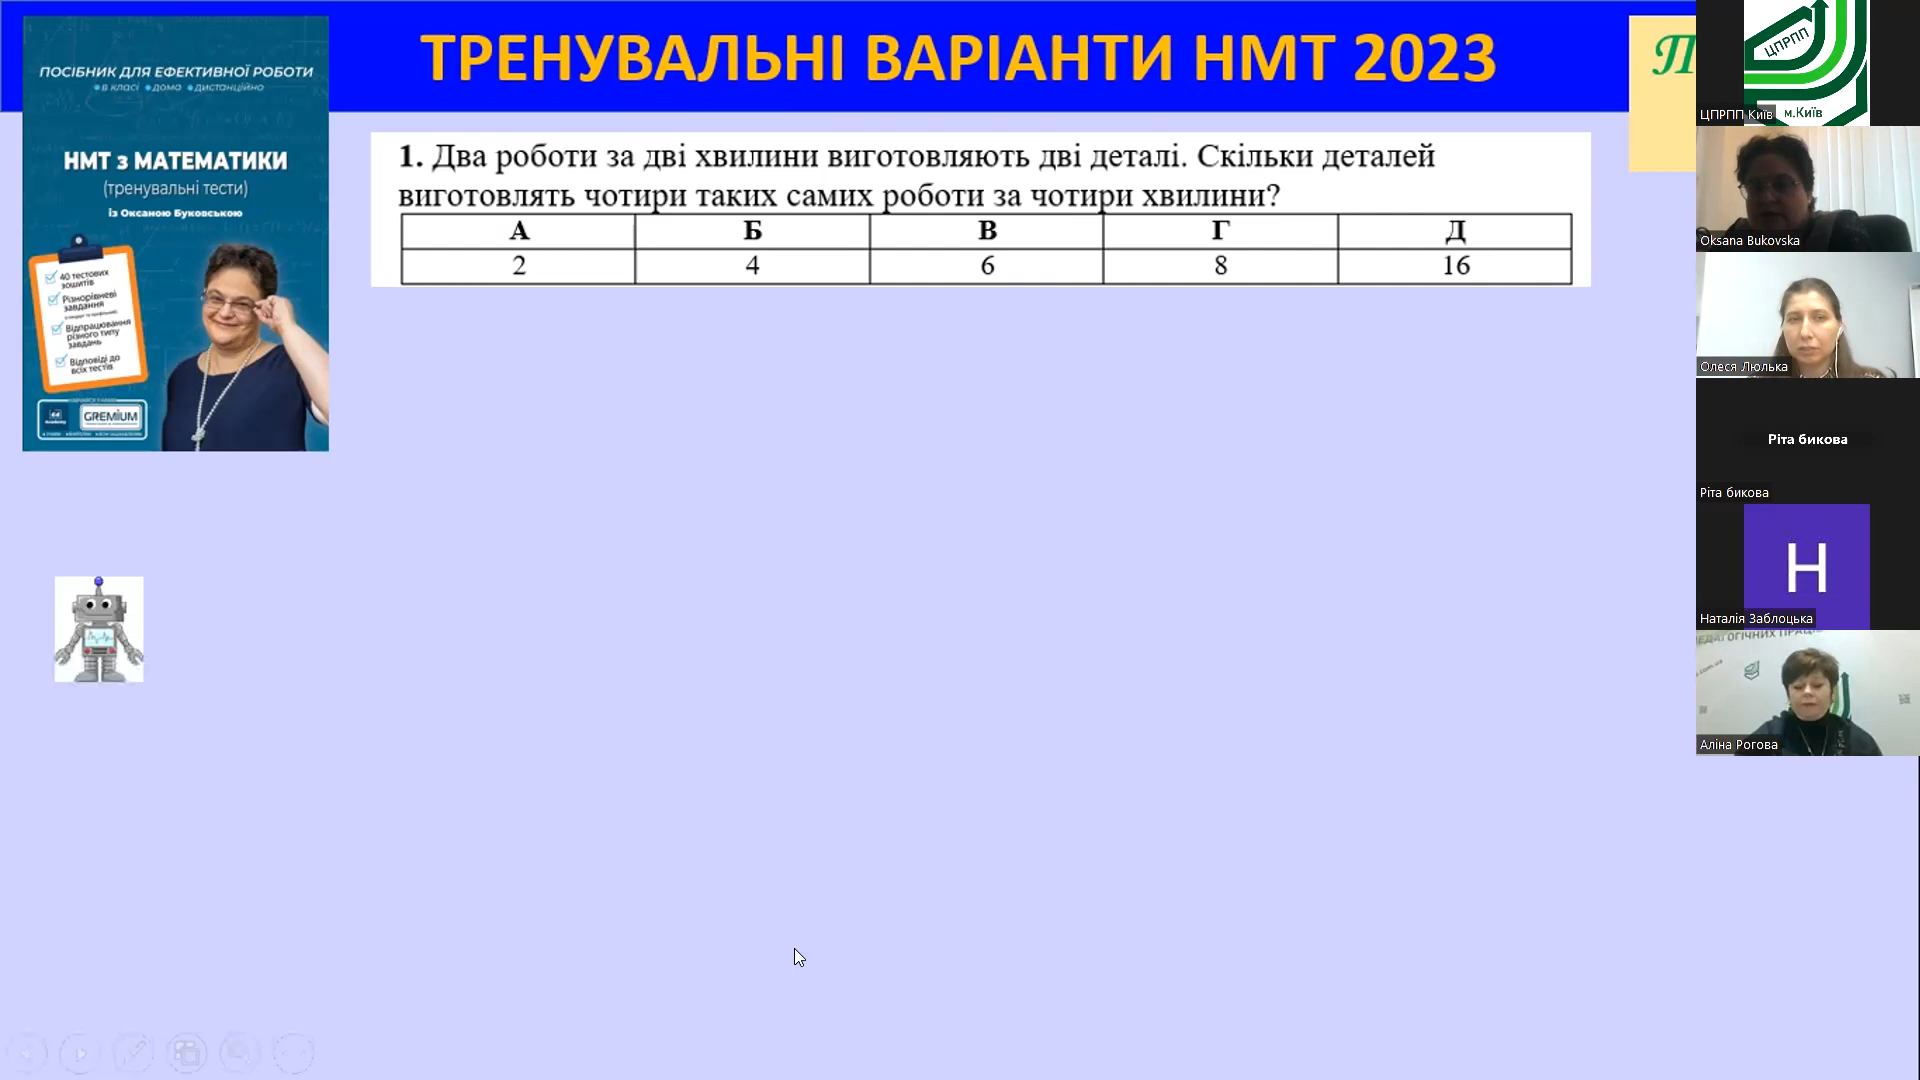 ТРЕНУВАЛЬНІ ВАРІАНТИ НМТ 2023
ПОСІБНИК ДЛЯ ЕФЕКТИВНОЇ РОБОТИ
в класі дома дистанційно
НМТ з МАТЕМАТИКИ
(тренувальні тести)
із Оксаною Буковською
40 тестових
зошитів
Різнорівневі
завдання
Відпрацювання
різного типу
завдань
Відповіді до
всіх тестів
GREMIUM
1. Два роботи за дві хвилини виготовляють дві деталі. Скільки деталей
виготовлять чотири таких самих роботи за чотири хвилини?
А Б В Г Д
2 4 6 8 16
П
ЦПРПП
м.Київ
ЦПРПП Київ
Oksana Bukovska
Олеся Люлька
Ріта бикова
Ріта бикова
Н
Наталія Заблоцька
Аліна Рогова